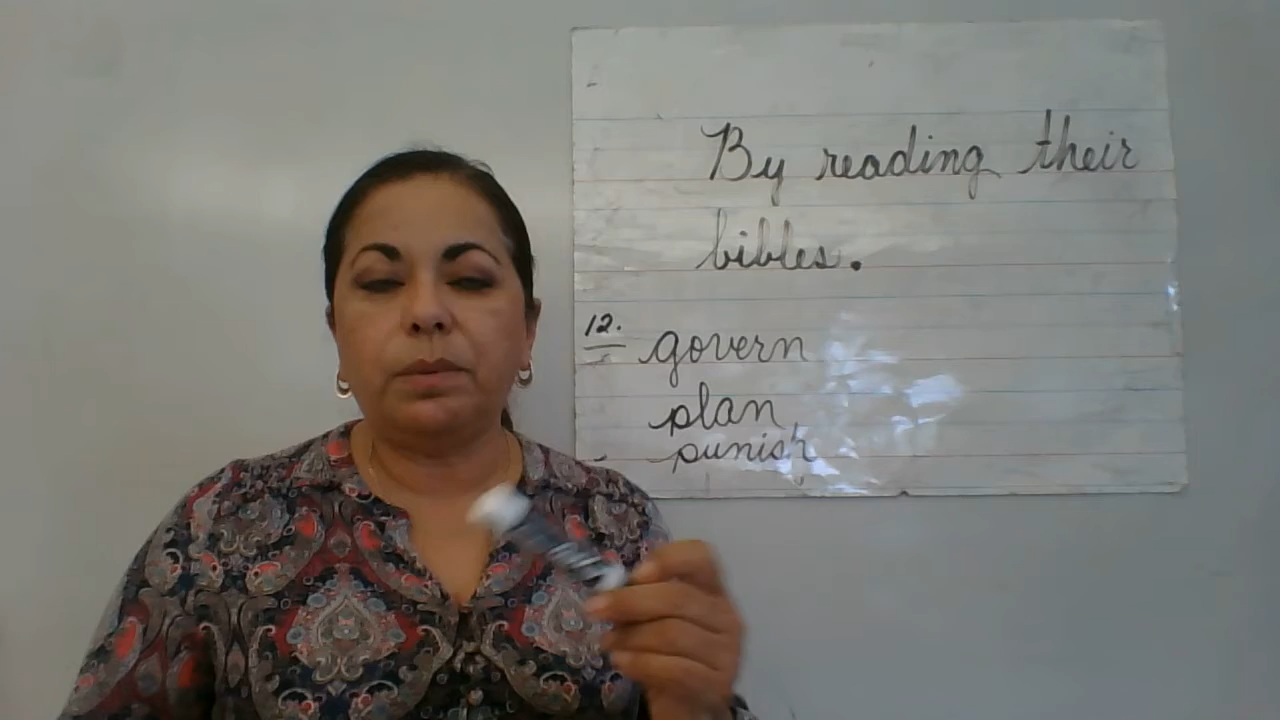 By reading their
bibles.
12. govern
plan
punish